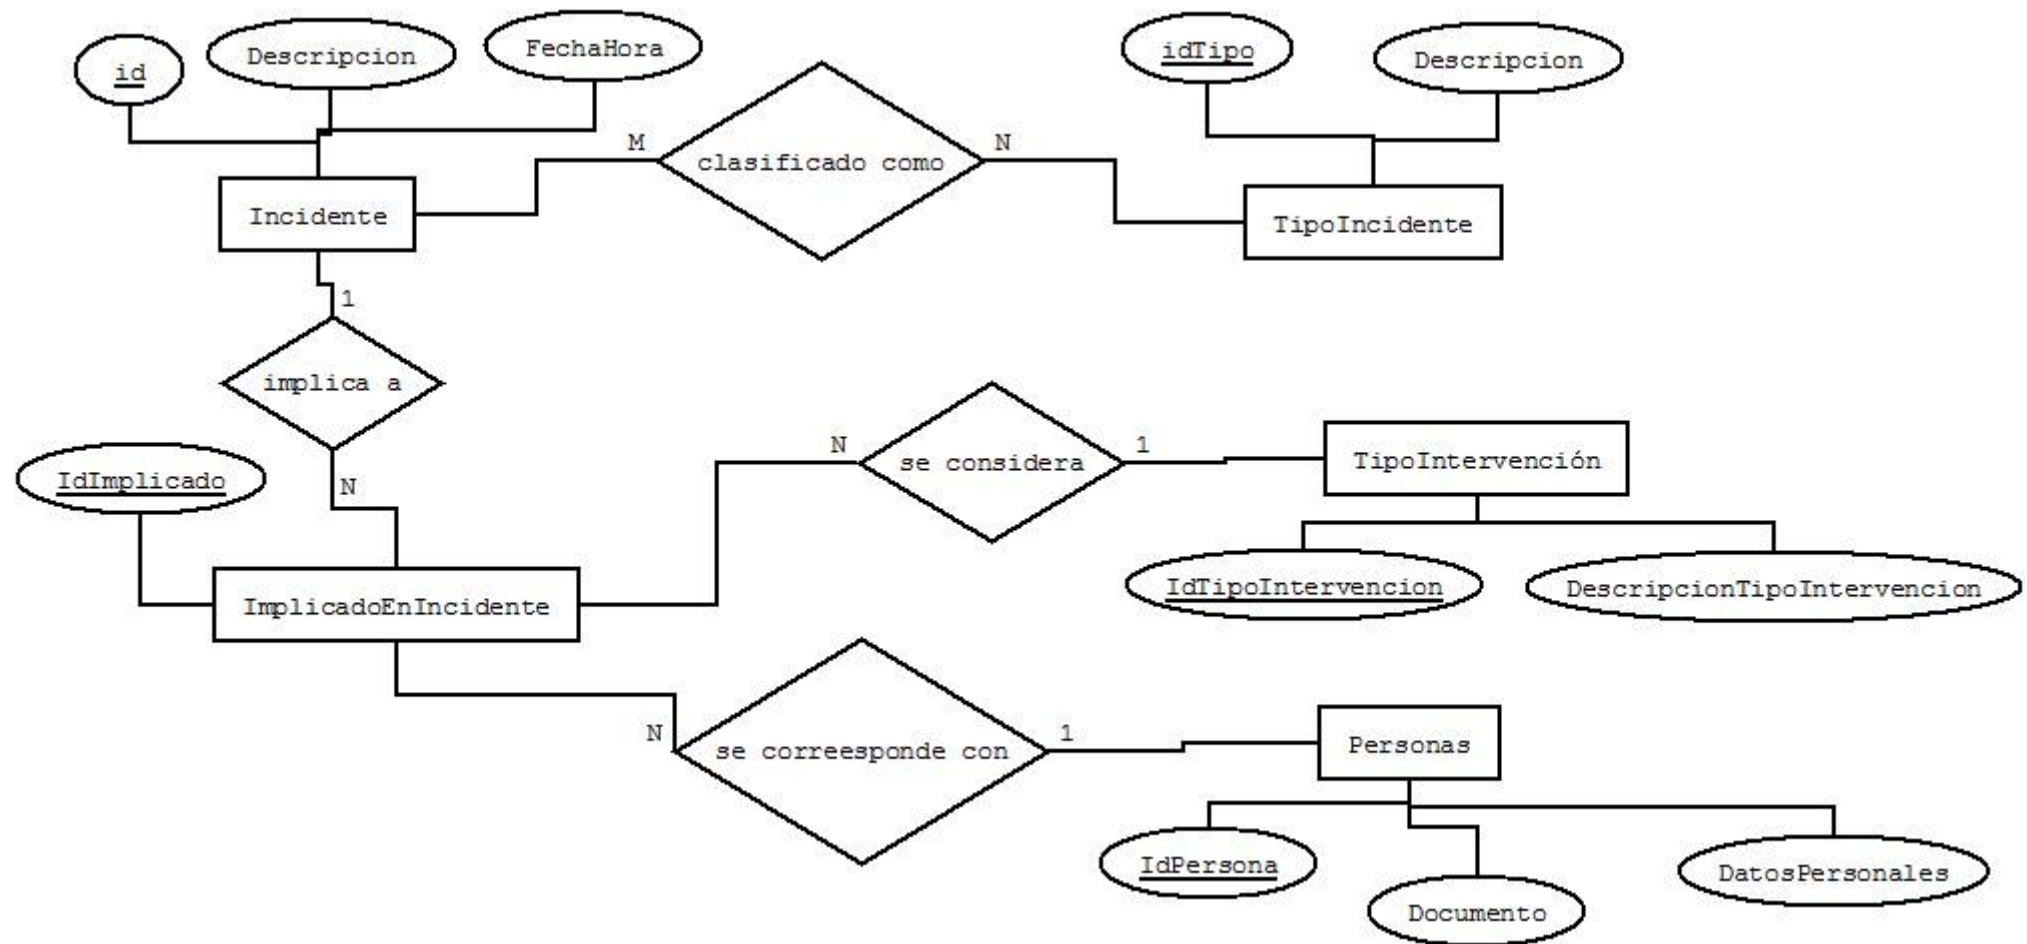 id
Descripcion
FechaHora
idTipo
Descripcion
M
clasificado como
N
Incidente
TipoIncidente
1
implica a
N
IdImplicado
N
se considera
1
TipoIntervención
IdTipoIntervencion
DescripcionTipoIntervencion
ImplicadoEnIncidente
N
se correesponde con
1
Personas
IdPersona
Documento
DatosPersonales